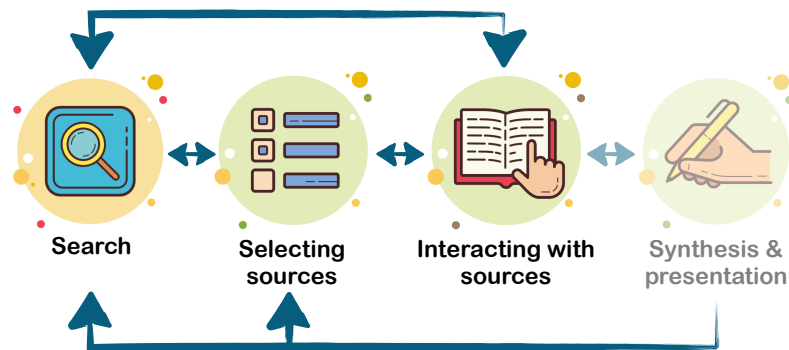 Search
Selecting
sources
Interacting with
sources
Synthesis &
presentation